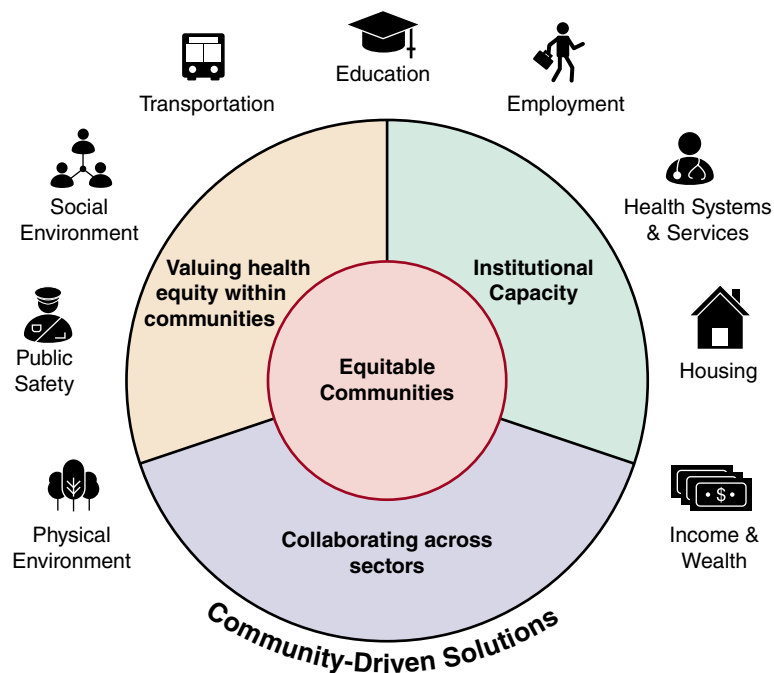 Education
Transportation
Employment
Social
Environment
Health Systems
& Services
Valuing health
equity within
communities
Institutional
Capacity
Public
Safety
Equitable
Communities
Housing
$
Physical
Environment
Income &
Wealth
Collaborating across
sectors
Community-Driven Solutions